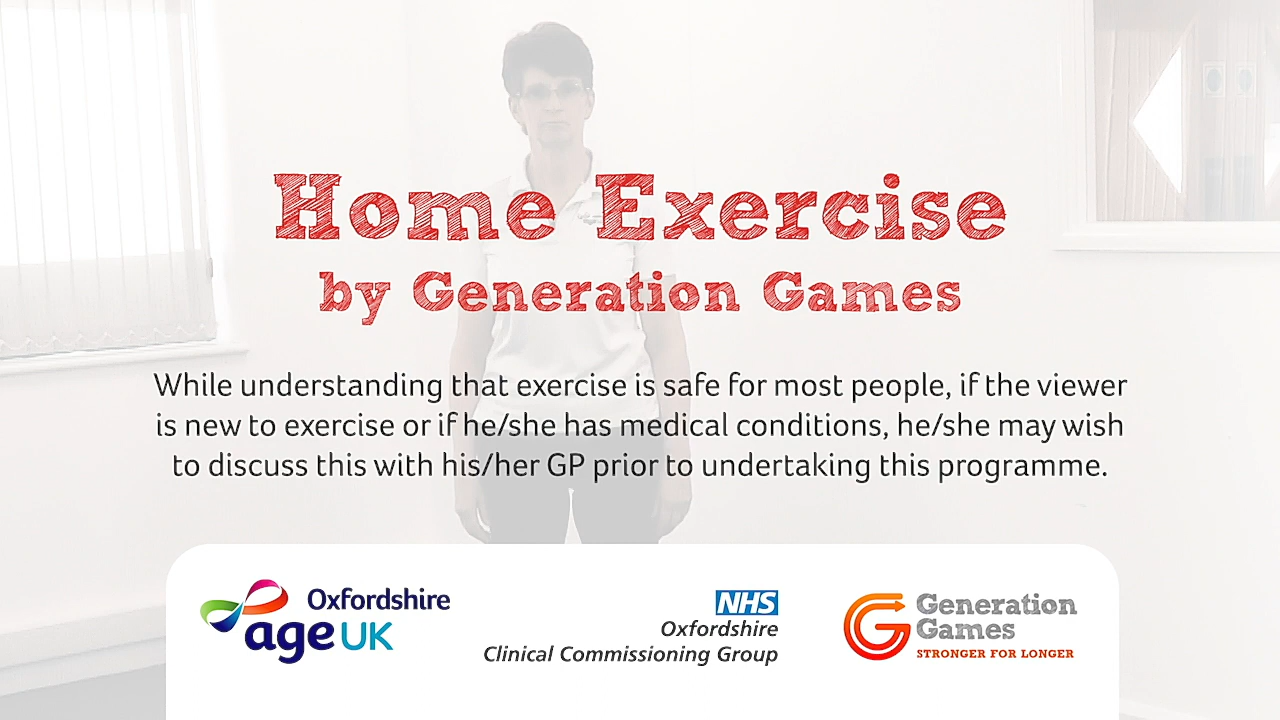 Home Exercise
by Generation Games
While understanding that exercise is safe for most people, if the viewer
is new to exercise or if he/she has medical conditions, he/she may wish
to discuss this with his/her GP prior to undertaking this programme.
Oxfordshire
age UK
NHS
Oxfordshire
Clinical Commissioning Group
Generation
Games
STRONGER FOR LONGER